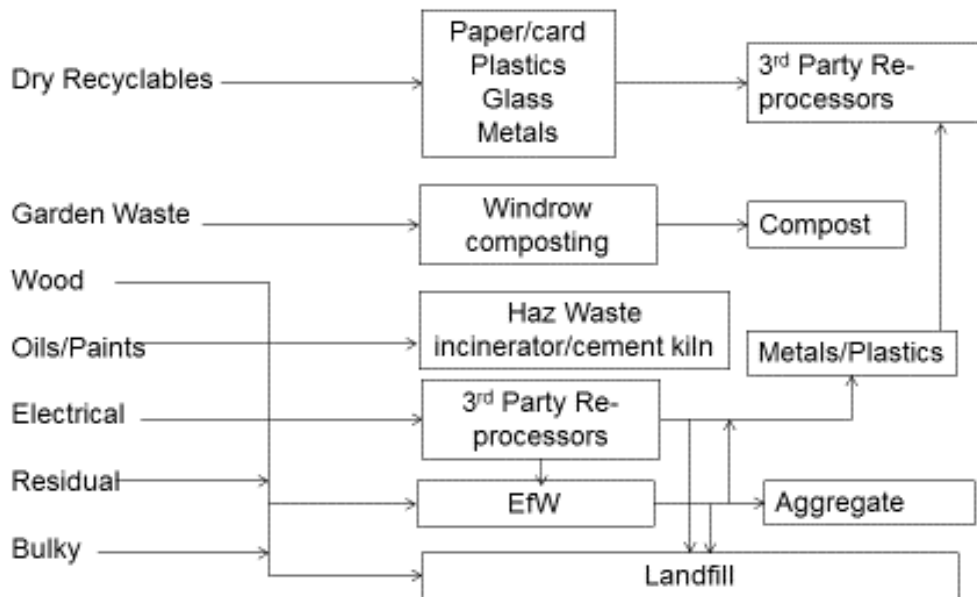 Dry Recyclables
Paper/card
Plastics
Glass
Metals
3rd Party Re-
processors
Garden Waste
Windrow
composting
Compost
Wood
Oils/Paints
Haz Waste
incinerator/cement kiln
Metals/Plastics
Electrical
3rd Party Re-
processors
Residual
EfW
Aggregate
Bulky
Landfill